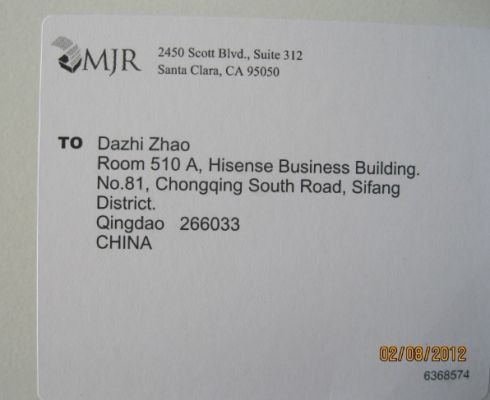 MJR
2450 Scott Blvd., Suite 312
Santa Clara, CA 95050
TO Dazhi Zhao
Room 510 A, Hisense Business Building.
No.81, Chongqing South Road, Sifang
District.
Qingdao 266033
CHINA
02/08/2012
6368574